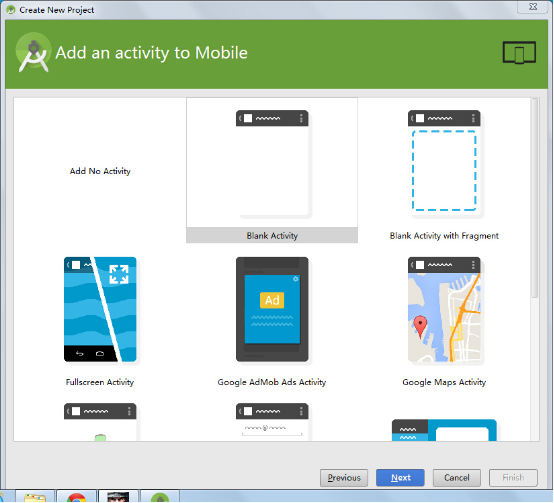 Create New Project
Add an activity to Mobile
Add No Activity
Blank Activity
Blank Activity with Fragment
Ad
Fullscreen Activity
Google AdMob Ads Activity
Google Maps Activity
Previous
Next
Cancel
Finish